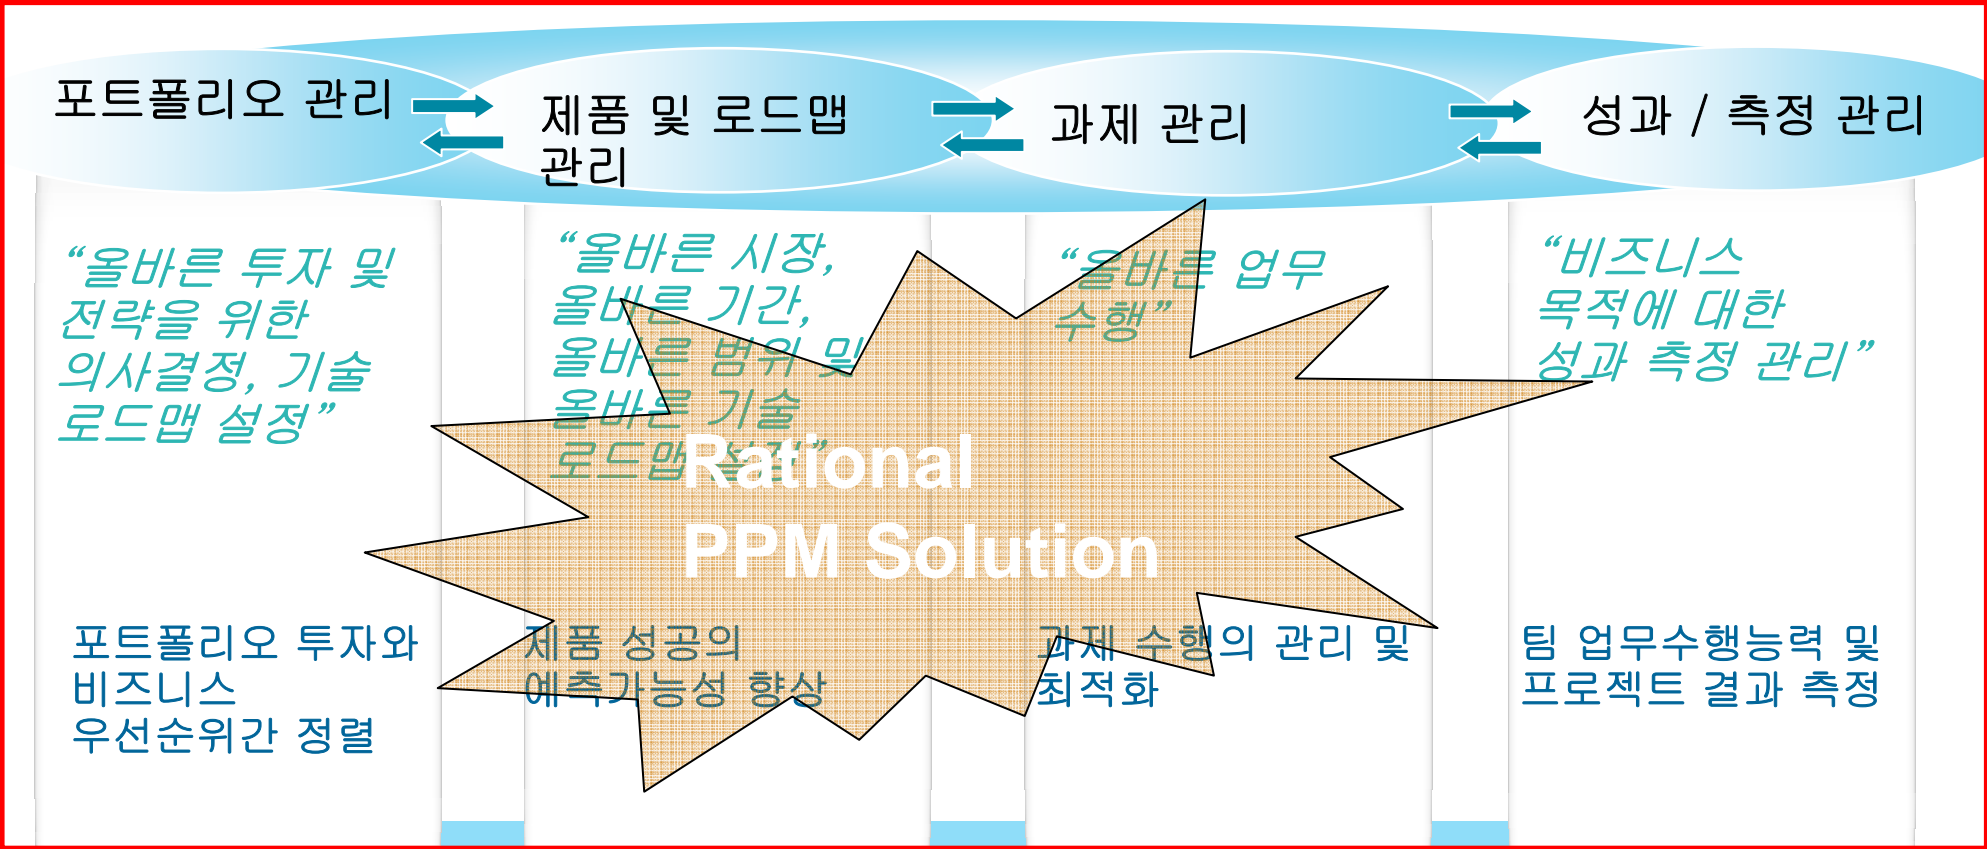 포트폴리오 관리
제품 및 로드맵
관리
과제 관리
성과 / 측정 관리
“올바른 투자 및
전략을 위한
의사결정, 기술
로드맵 설정”
“올바른 시장,
올바른 기간,
올바른 범위 및
올바른 기술
로드맵 설정”
“올바른 업무
수행”
“비즈니스
목적에 대한
성과 측정 관리”
Rational
PPM Solution
포트폴리오 투자와
비즈니스
우선순위간 정렬
제품 성공의
예측가능성 향상
과제 수행의 관리 및
최적화
팀 업무수행능력 및
프로젝트 결과 측정